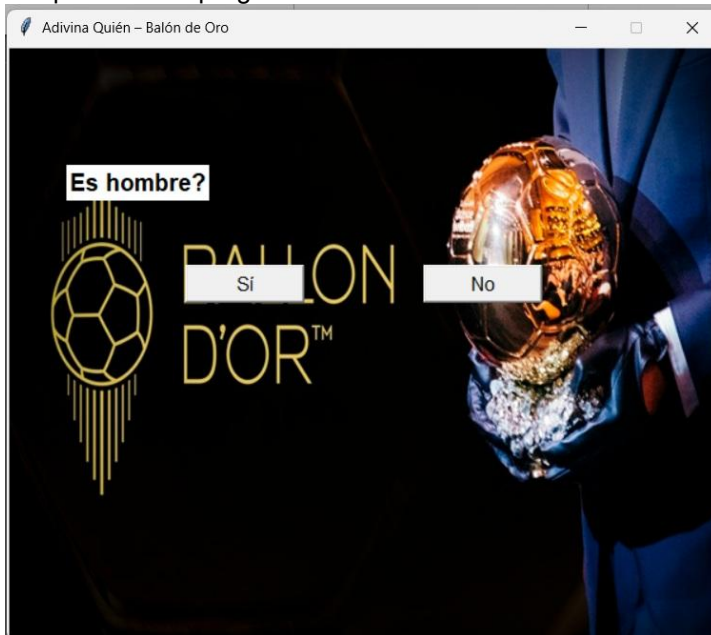 Adivina Quién – Balón de Oro
Es hombre?
BALLON
Sí
No
D'OR™